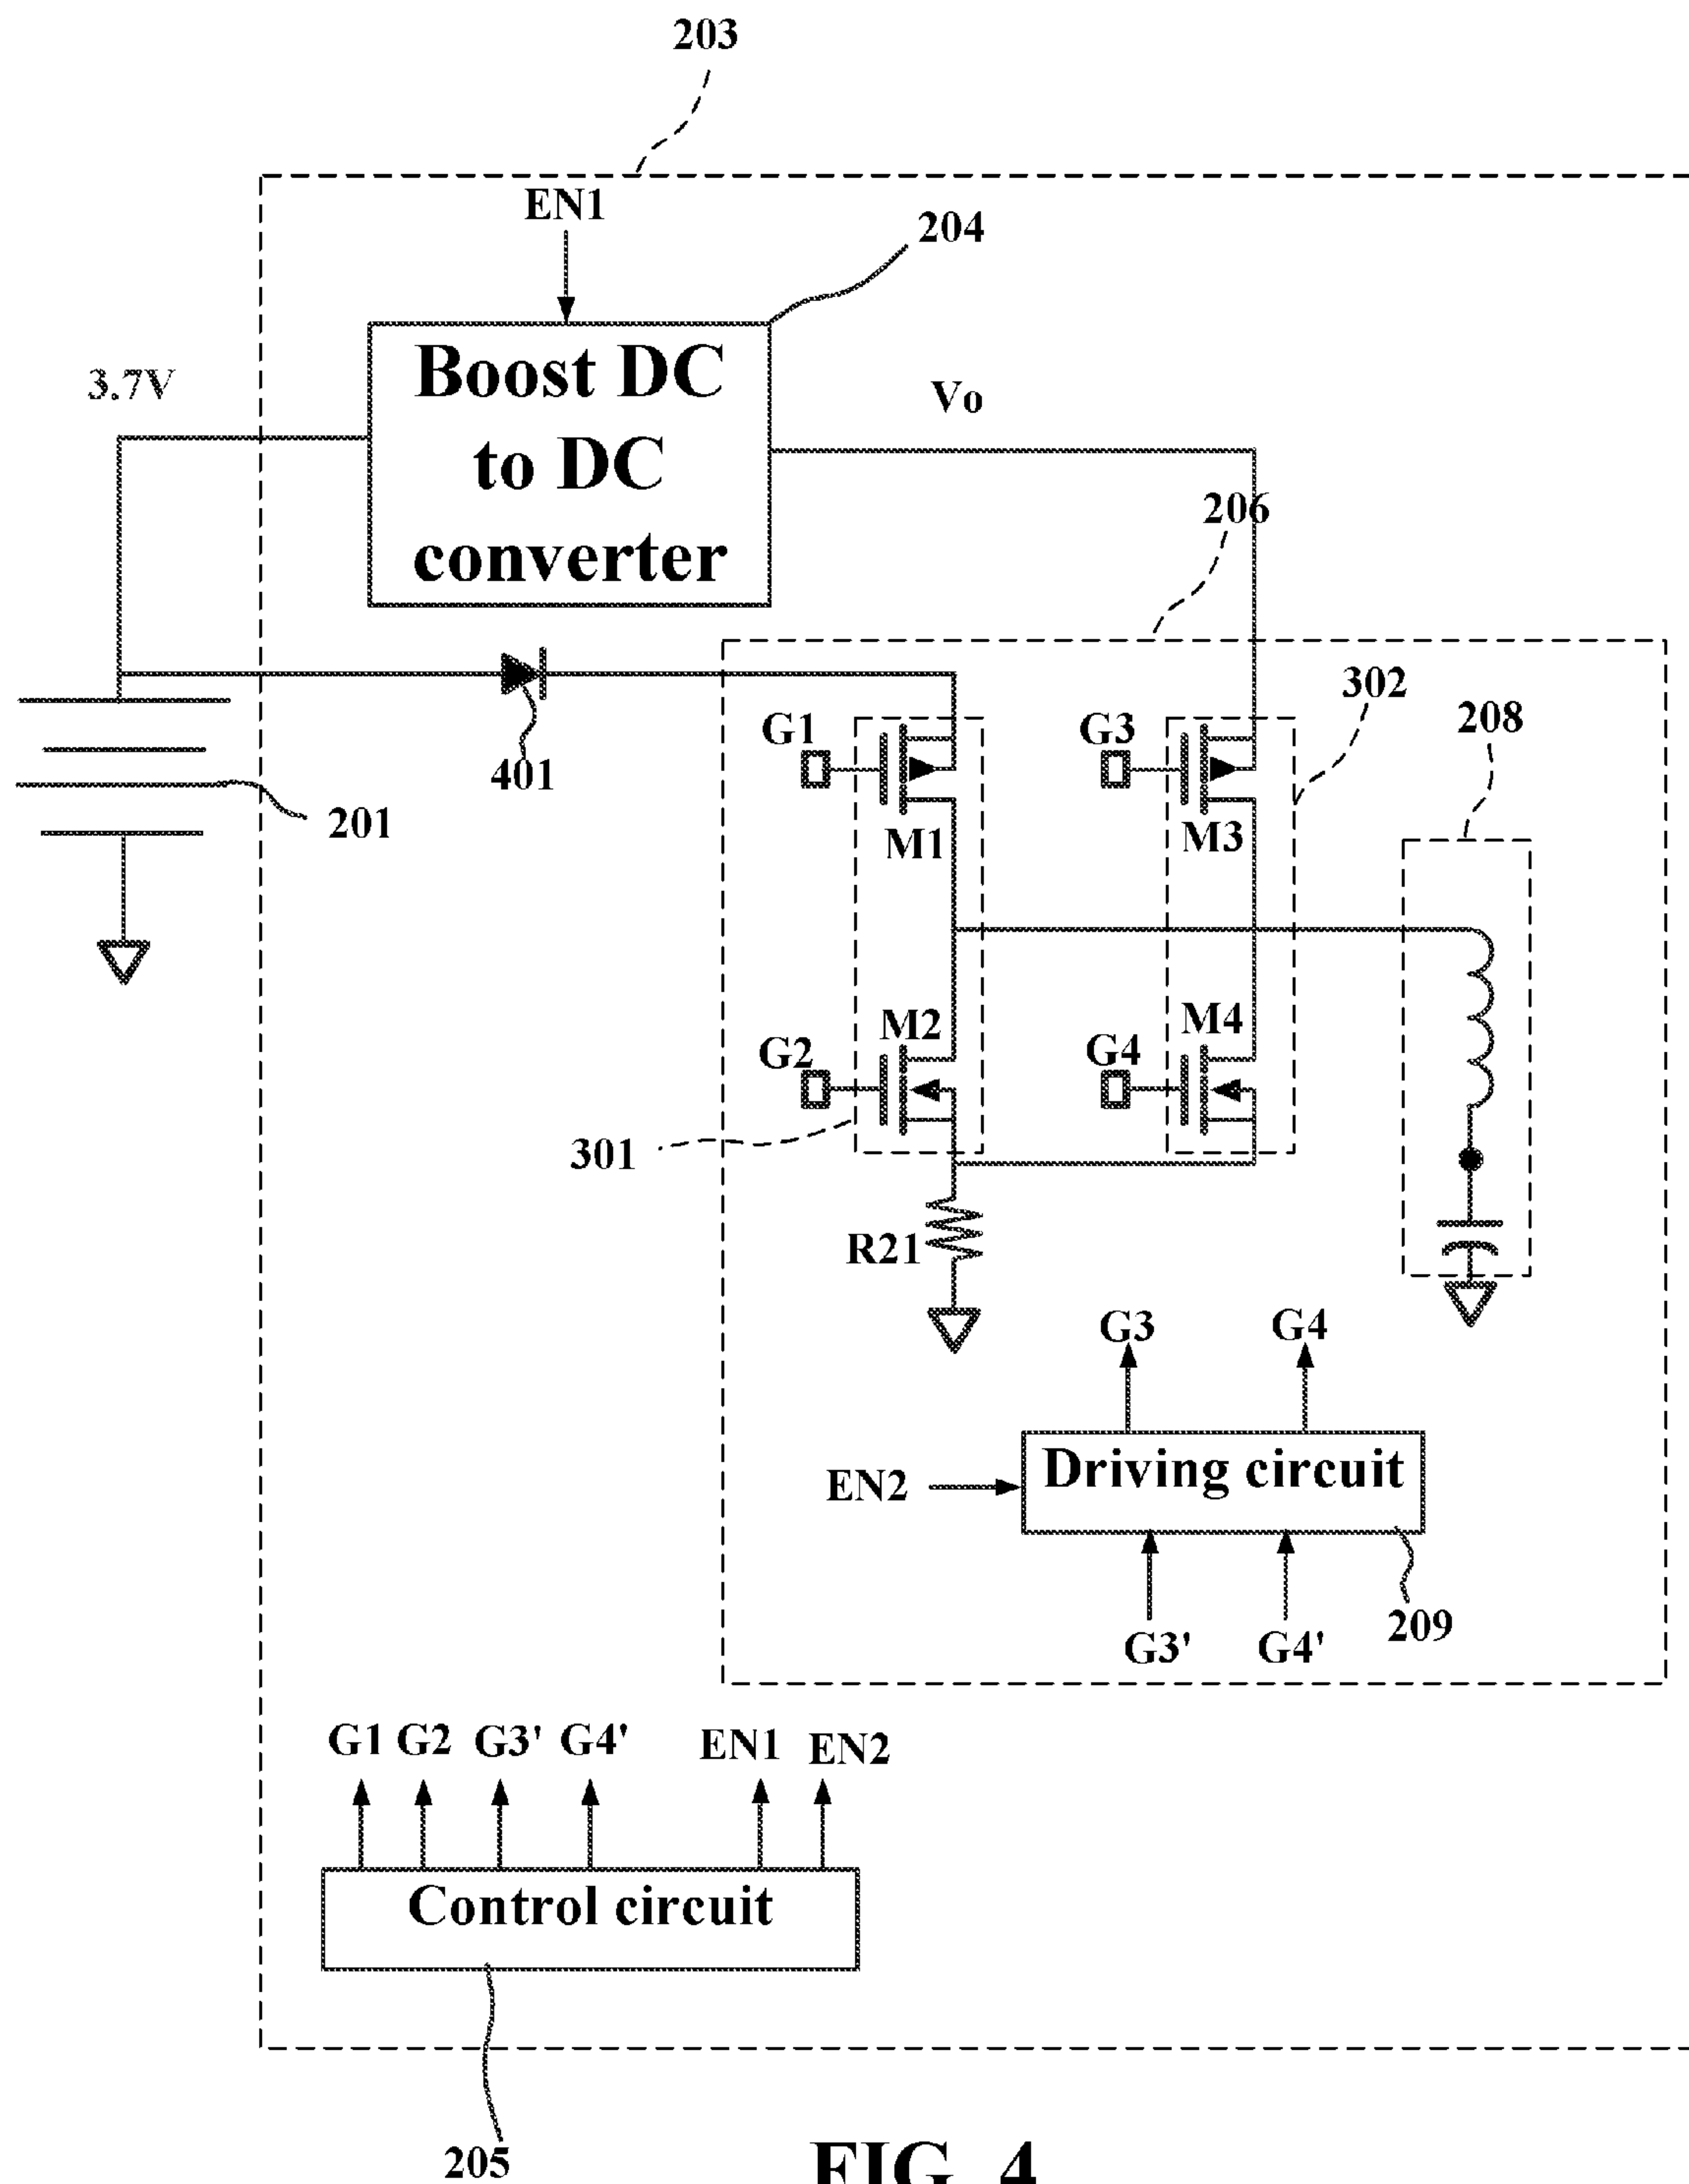 203
EN1
204
Boost DC
to DC
converter
3.7V
Vo
206
302
208
G1
G3
401
201
M1
M3
M2
M4
G2
G4
301
R21
G3
G4
Driving circuit
EN2
209
G3'
G4'
G1
G2
G3'
G4'
EN1
EN2
Control circuit
205
FIG. 4